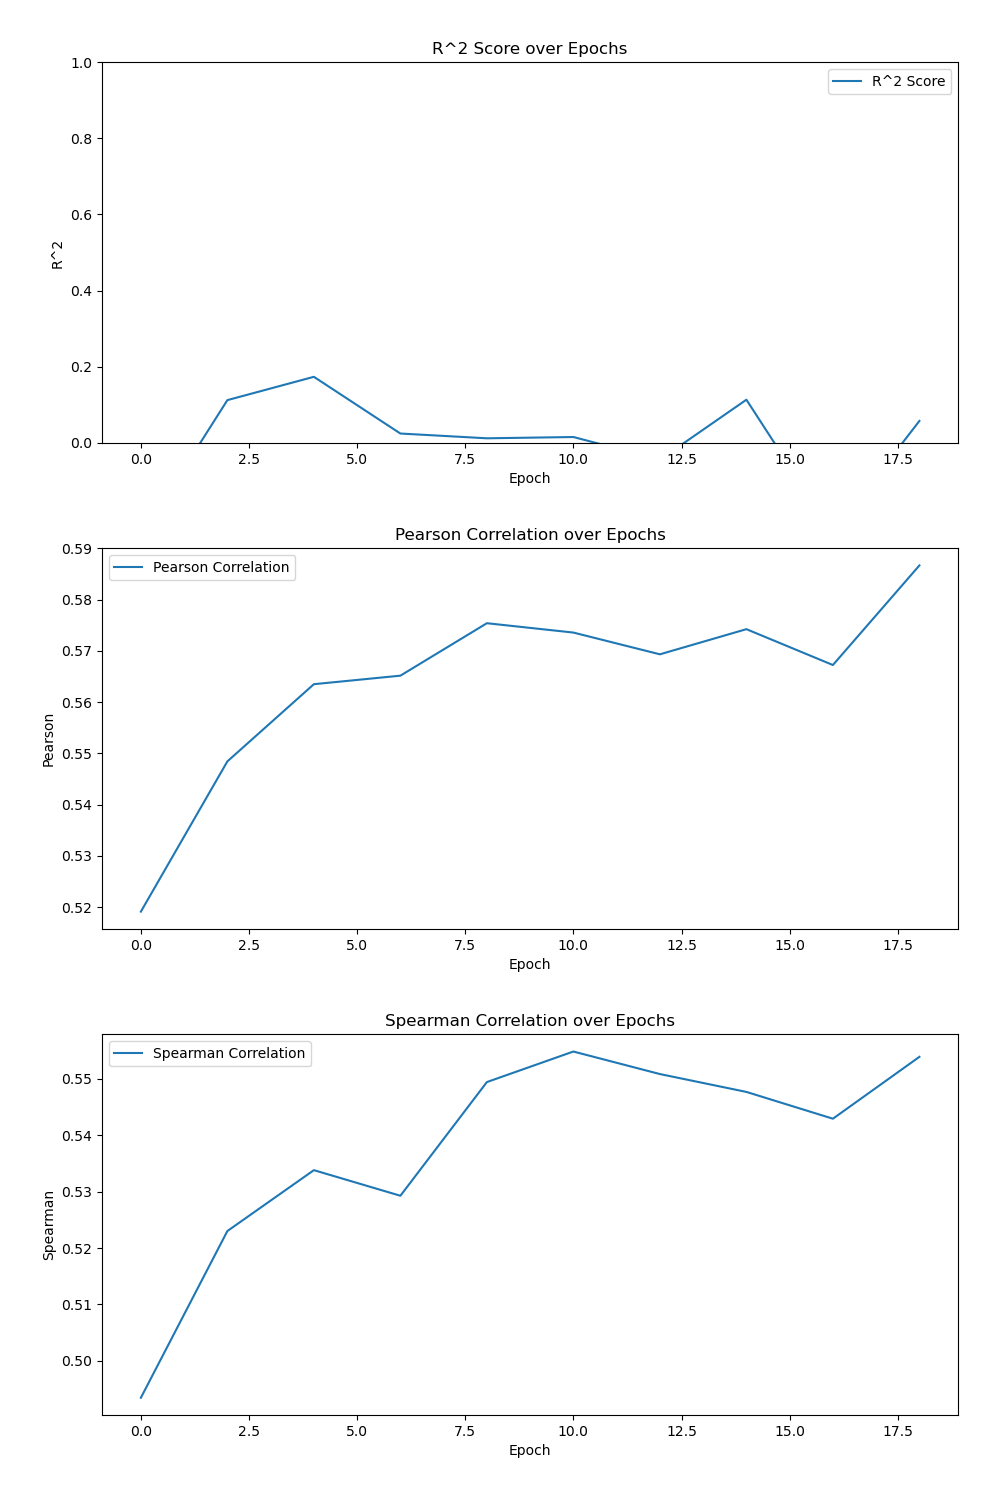 R^2 Score over Epochs
1.0
R^2 Score
0.8
0.6
R^2
0.4
0.2
0.0
0.0 2.5 5.0 7.5 10.0 12.5 15.0 17.5
Epoch
Pearson Correlation over Epochs
0.59
Pearson Correlation
0.58
0.57
0.56
Pearson
0.55
0.54
0.53
0.52
0.0 2.5 5.0 7.5 10.0 12.5 15.0 17.5
Epoch
Spearman Correlation over Epochs
Spearman Correlation
0.55
0.54
0.53
Spearman
0.52
0.51
0.50
0.0 2.5 5.0 7.5 10.0 12.5 15.0 17.5
Epoch